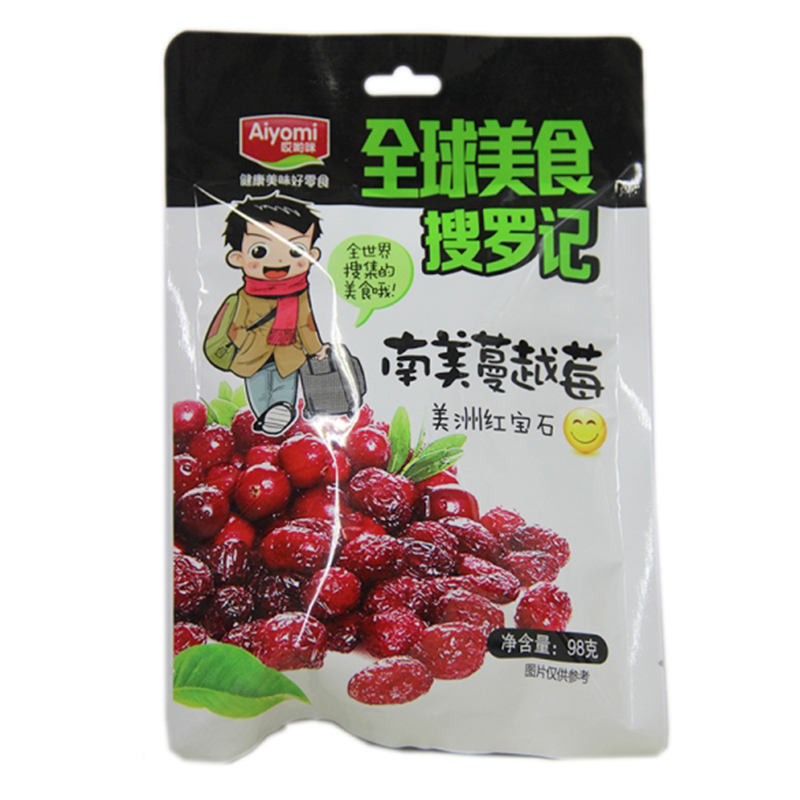 Aiyomi
哎哟咪
健康美味好零食
全球美食
搜罗记
全世界
搜集的
美食哦!
南美蔓越莓
美洲红宝石
净含量: 98克
图片仅供参考